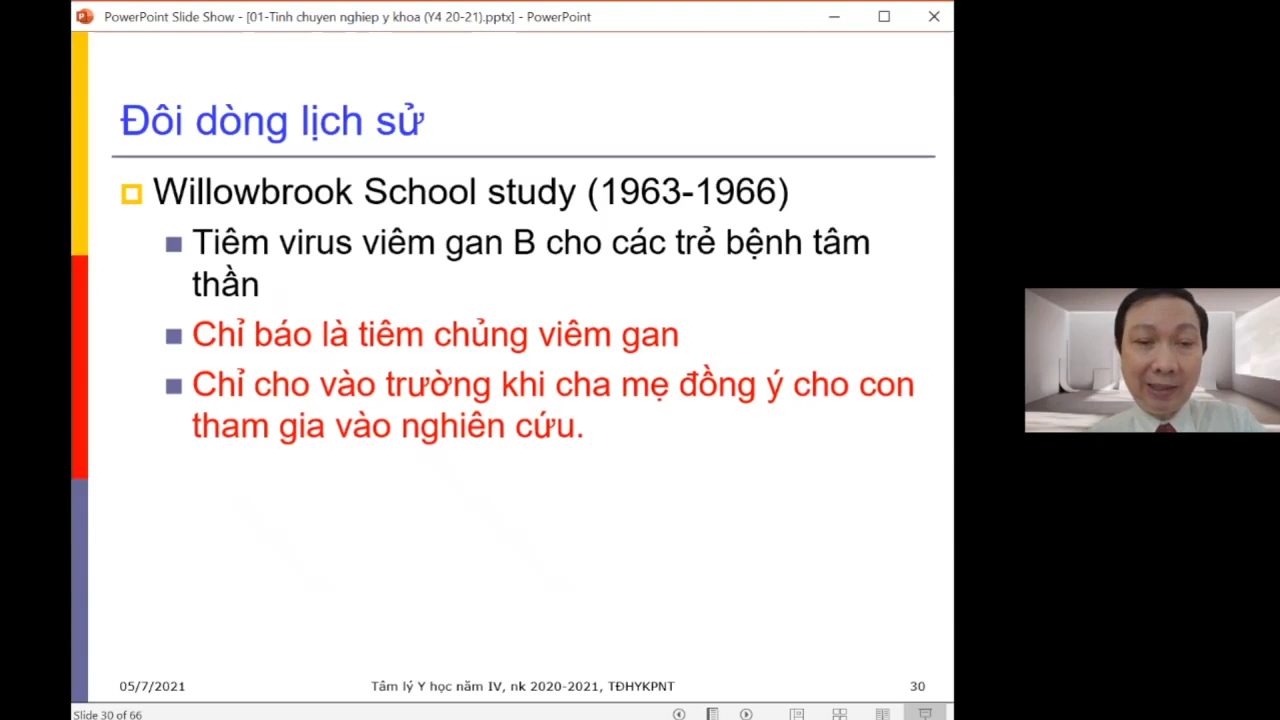 PowerPoint Slide Show - [01-Tinh chuyen nghiep y khoa (Y4 20-21).pptx] - PowerPoint
Đôi dòng lịch sử
Willowbrook School study (1963-1966)
Tiêm virus viêm gan B cho các trẻ bệnh tâm
thần
Chỉ báo là tiêm chủng viêm gan
Chỉ cho vào trường khi cha mẹ đồng ý cho con
tham gia vào nghiên cứu.
05/7/2021 Tâm lý Y học năm IV, nk 2020-2021, TĐHYKPNT 30
Slide 30 of 66